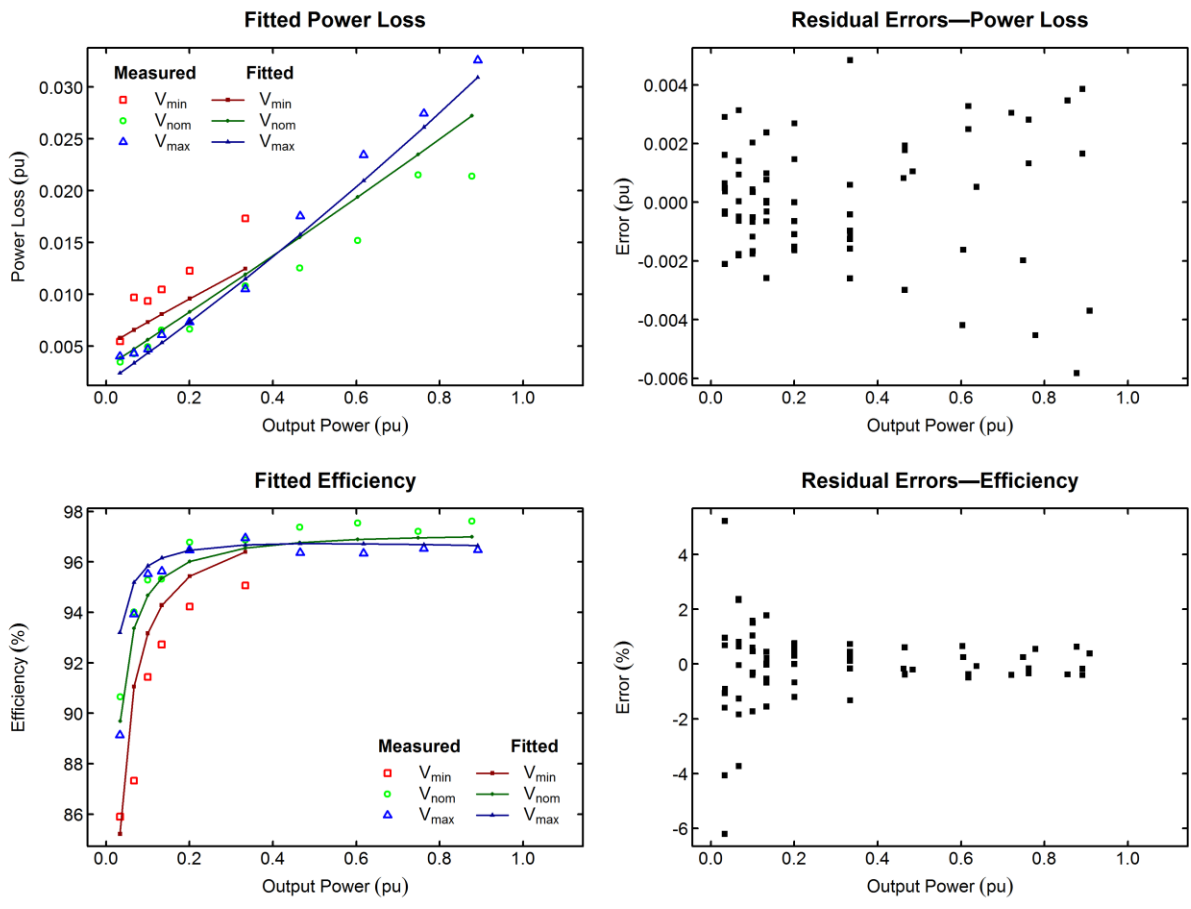 Fitted Power Loss
Power Loss (pu)
0.030
0.025
0.020
0.015
0.010
0.005
Measured Fitted
Vmin Vmin
Vnom Vnom
Vmax Vmax
0.0 0.2 0.4 0.6 0.8 1.0
Output Power (pu)
Residual Errors—Power Loss
Error (pu)
0.004
0.002
0.000
-0.002
-0.004
-0.006
0.0 0.2 0.4 0.6 0.8 1.0
Output Power (pu)
Fitted Efficiency
Efficiency (%)
98
96
94
92
90
88
86
Measured Fitted
Vmin Vmin
Vnom Vnom
Vmax Vmax
0.0 0.2 0.4 0.6 0.8 1.0
Output Power (pu)
Residual Errors—Efficiency
Error (%)
4
2
0
-2
-4
-6
0.0 0.2 0.4 0.6 0.8 1.0
Output Power (pu)